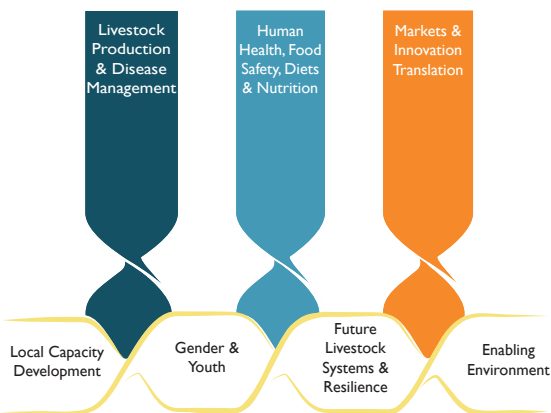 Livestock
Production
& Disease
Management
Human
Health, Food
Safety, Diets
& Nutrition
Markets &
Innovation
Translation
Local Capacity
Development
Gender &
Youth
Future
Livestock
Systems &
Resilience
Enabling
Environment